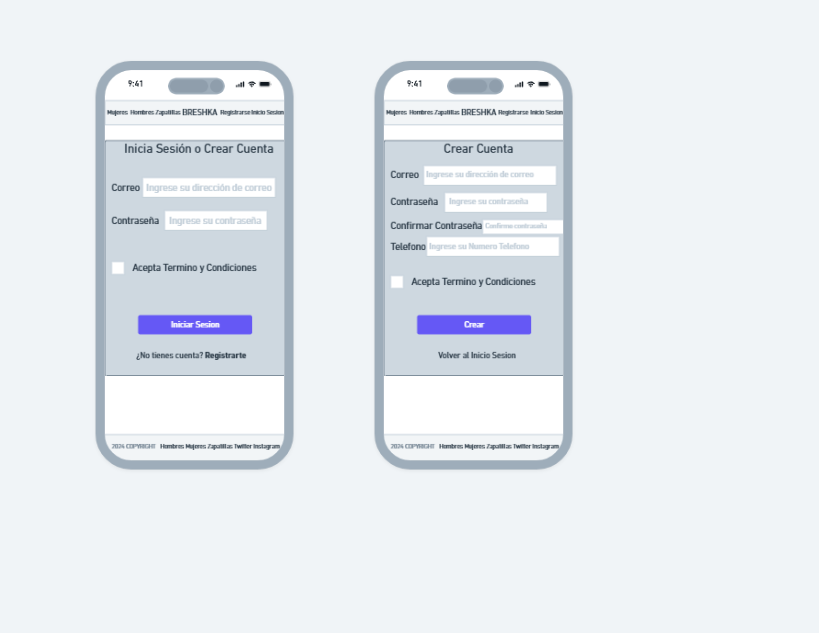 9:41
Mujeres Hombres Zapatillas BRESHKA Registrarse Inicio Sesion
Inicia Sesión o Crear Cuenta
Correo Ingrese su dirección de correo
Contraseña Ingrese su contraseña
Acepta Termino y Condiciones
Iniciar Sesion
¿No tienes cuenta? Registrarte
2024 COPYRIGHT Hombres Mujeres Zapatillas Twitter Instagram
9:41
Mujeres Hombres Zapatillas BRESHKA Registrarse Inicio Sesion
Crear Cuenta
Correo Ingrese su dirección de correo
Contraseña Ingrese su contraseña
Confirmar Contraseña Confirme contraseña
Telefono Ingrese su Numero Telefono
Acepta Termino y Condiciones
Crear
Volver al Inicio Sesion
2024 COPYRIGHT Hombres Mujeres Zapatillas Twitter Instagram